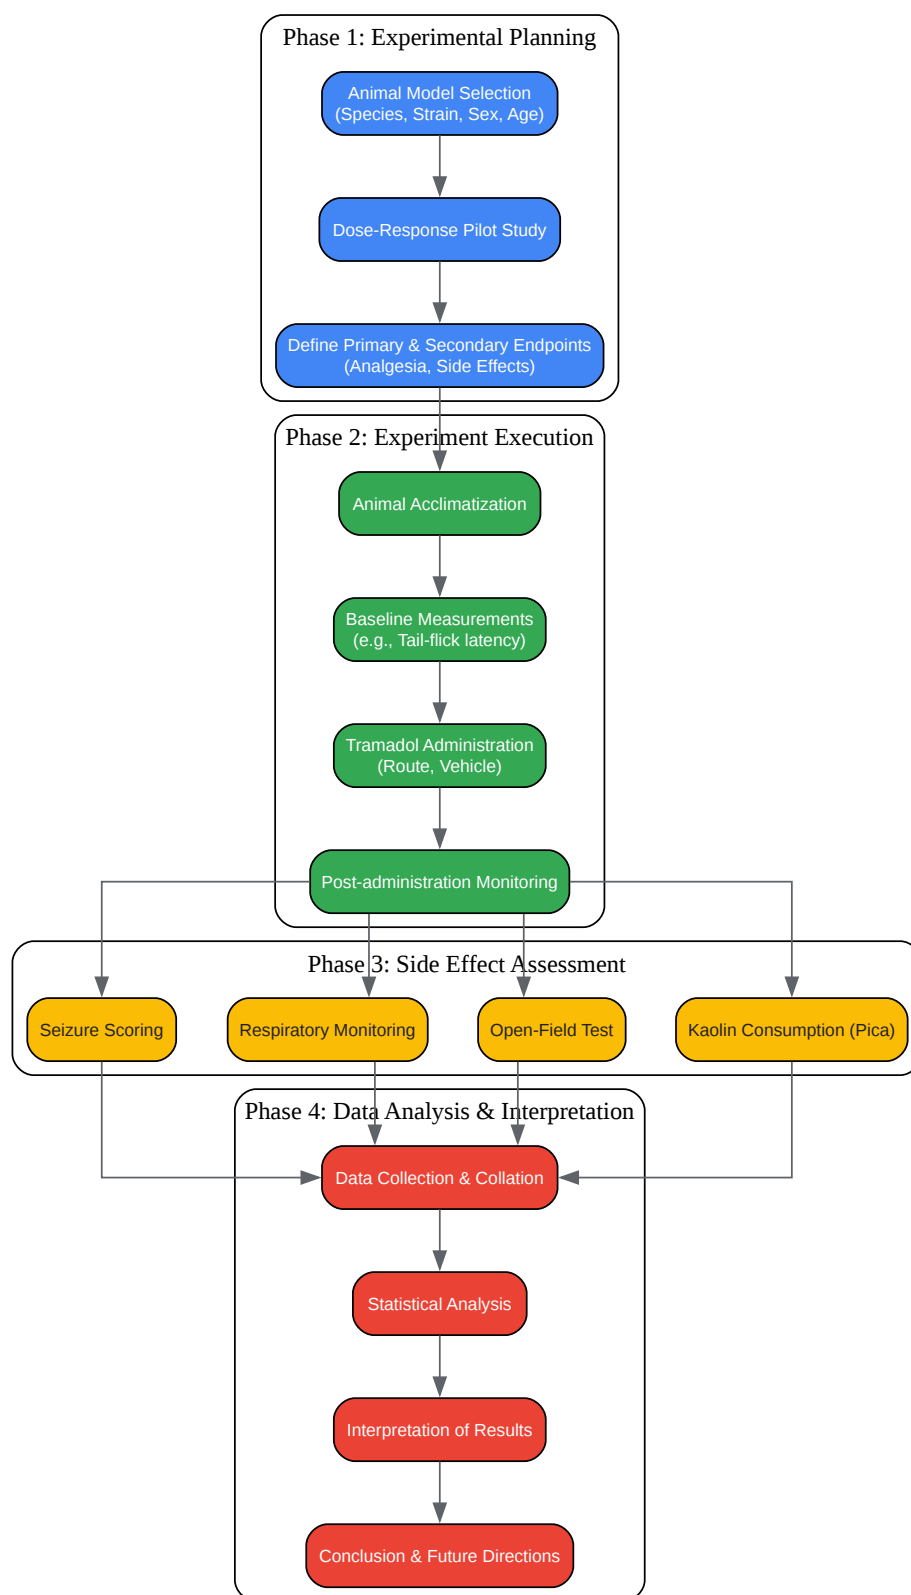 Phase 1: Experimental Planning
Animal Model Selection
(Species, Strain, Sex, Age)
Dose-Response Pilot Study
Define Primary & Secondary Endpoints
(Analgesia, Side Effects)
Phase 2: Experiment Execution
Animal Acclimatization
Baseline Measurements
(e.g., Tail-flick latency)
Tramadol Administration
(Route, Vehicle)
Post-administration Monitoring
Phase 3: Side Effect Assessment
Seizure Scoring
Respiratory Monitoring
Open-Field Test
Kaolin Consumption (Pica)
Phase 4: Data Analysis & Interpretation
Data Collection & Collation
Statistical Analysis
Interpretation of Results
Conclusion & Future Directions